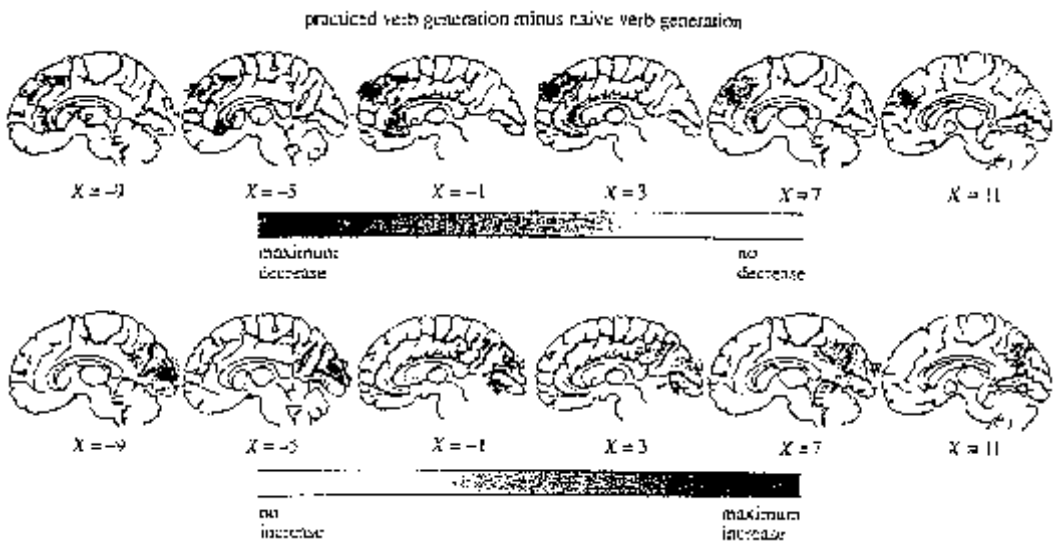 practiced verb generation minus naive verb generation
X = -9 X = -5 X = -1 X = 3 X = 7 X = 11
maximum no
decrease decrease
X = -9 X = -5 X = -1 X = 3 X = 7 X = 11
no maximum
increase increase